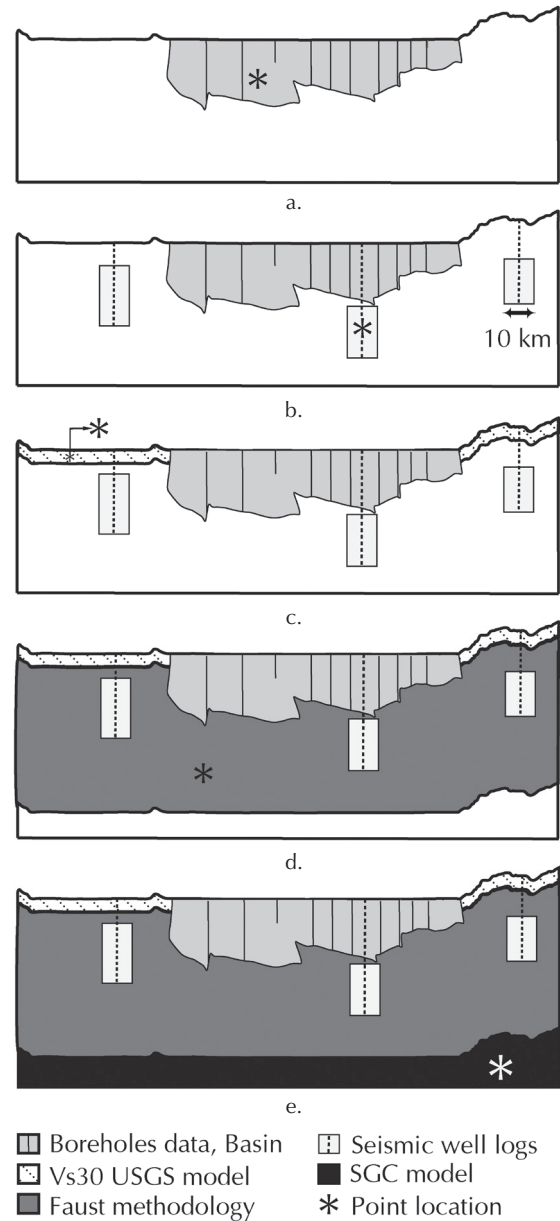 a.
10 km
b.
c.
d.
e.
Boreholes data, Basin
Seismic well logs
Vs30 USGS model
SGC model
Faust methodology
* Point location